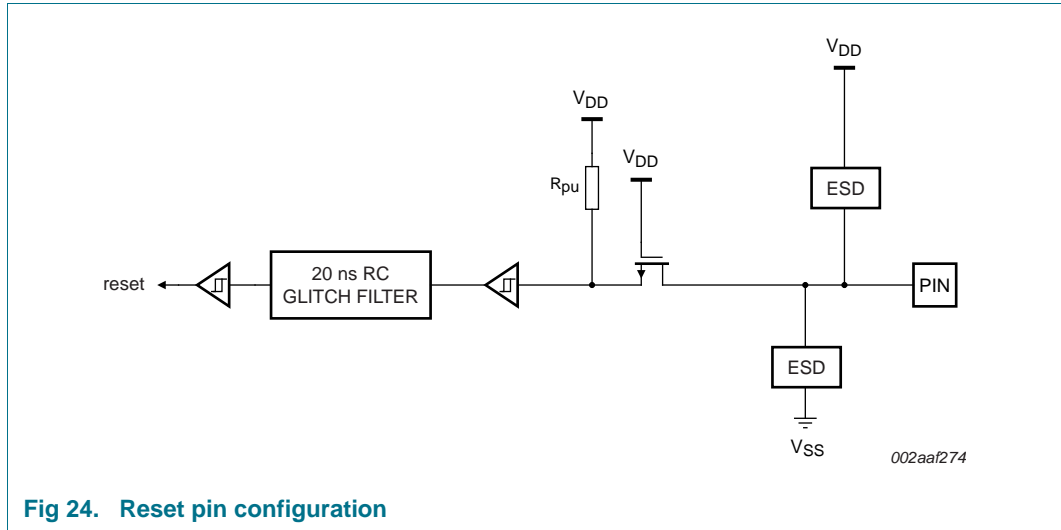 VDD
VDD
VDD
Rpu
ESD
reset
20 ns RC
GLITCH FILTER
PIN
ESD
VSS
002aaf274
Fig 24. Reset pin configuration